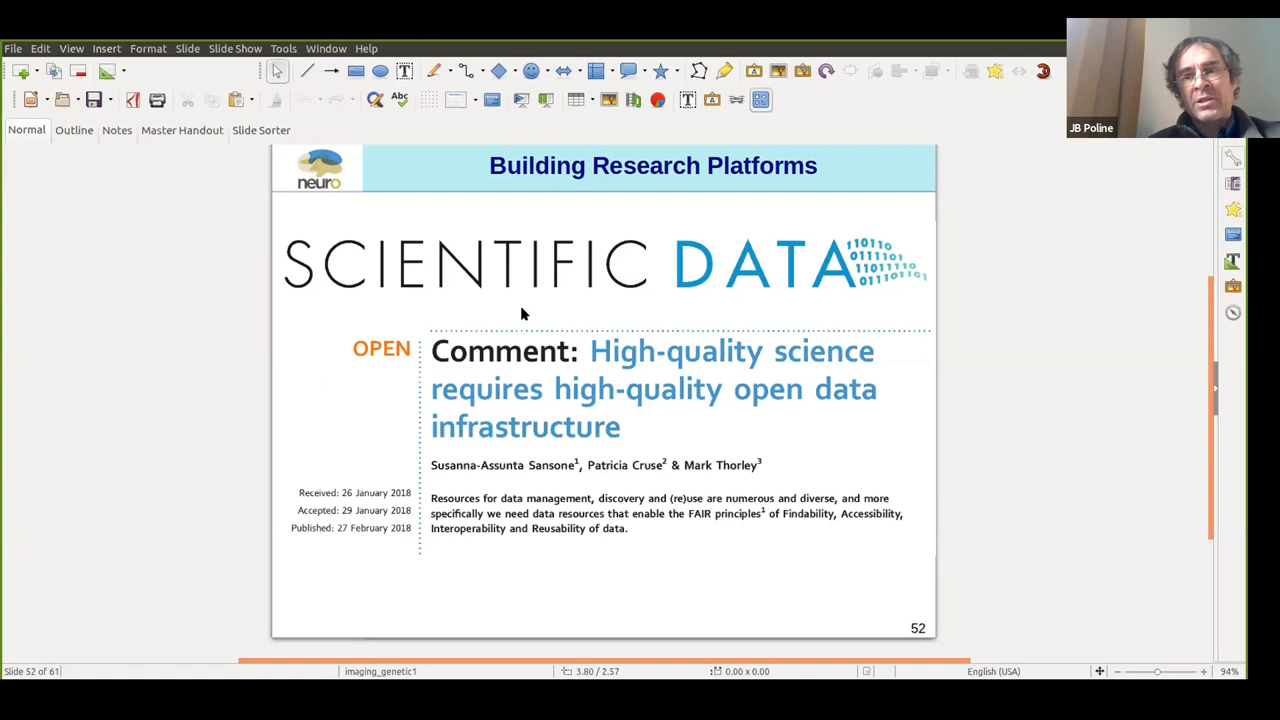 File Edit View Insert Format Slide Slide Show Tools Window Help
Abc
Normal Outline Notes Master Handout Slide Sorter
JB Poline
neuro
Building Research Platforms
SCIENTIFIC DATA
110110
0111011101
OPEN
Comment: High-quality science
requires high-quality open data
infrastructure
Susanna-Assunta Sansone1, Patricia Cruse2 & Mark Thorley3
Received: 26 January 2018
Accepted: 29 January 2018
Published: 27 February 2018
Resources for data management, discovery and (re)use are numerous and diverse, and more
specifically we need data resources that enable the FAIR principles1 of Findability, Accessibility,
Interoperability and Reusability of data.
52
Slide 52 of 61 imaging_genetic1 3.80 / 2.57 0.00 x 0.00 English (USA) 94%